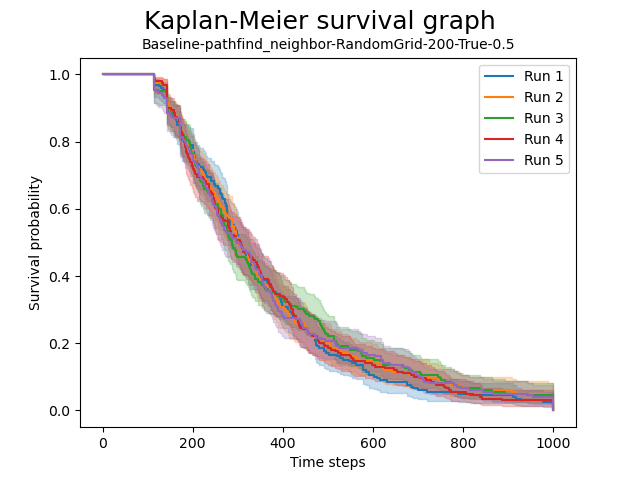 Kaplan-Meier survival graph
Baseline-pathfind_neighbor-RandomGrid-200-True-0.5
Survival probability
1.0
0.8
0.6
0.4
0.2
0.0
Run 1
Run 2
Run 3
Run 4
Run 5
0 200 400 600 800 1000
Time steps